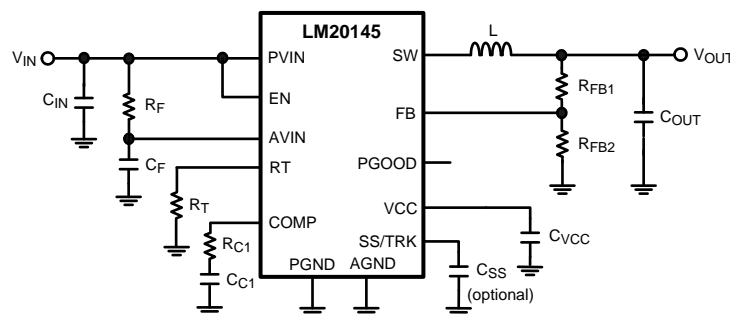 LM20145
VIN
PVIN
SW
L
VOUT
CIN
RF
EN
RFB1
FB
COUT
AVIN
RFB2
CF
RT
PGOOD
RT
VCC
COMP
RC1
SS/TRK
CVCC
CC1
PGND
AGND
CSS
(optional)